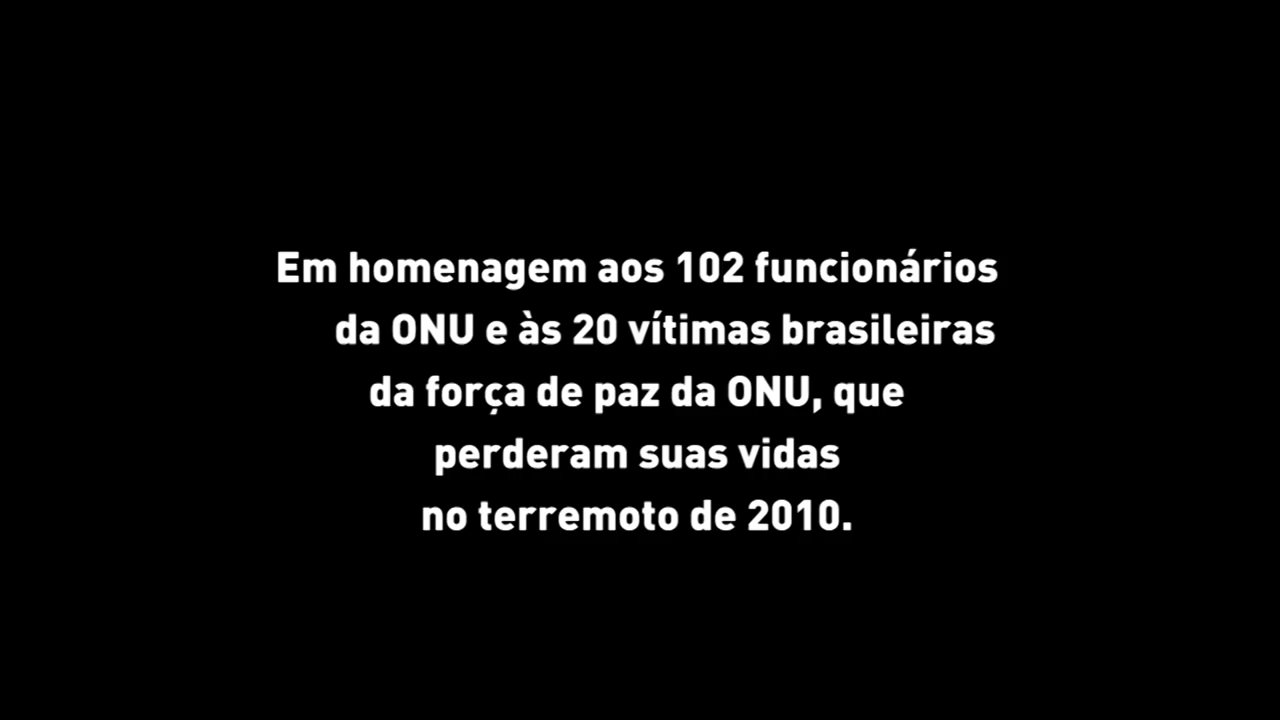 Em homenagem aos 102 funcionários
da ONU e às 20 vítimas brasileiras
da força de paz da ONU, que
perderam suas vidas
no terremoto de 2010.